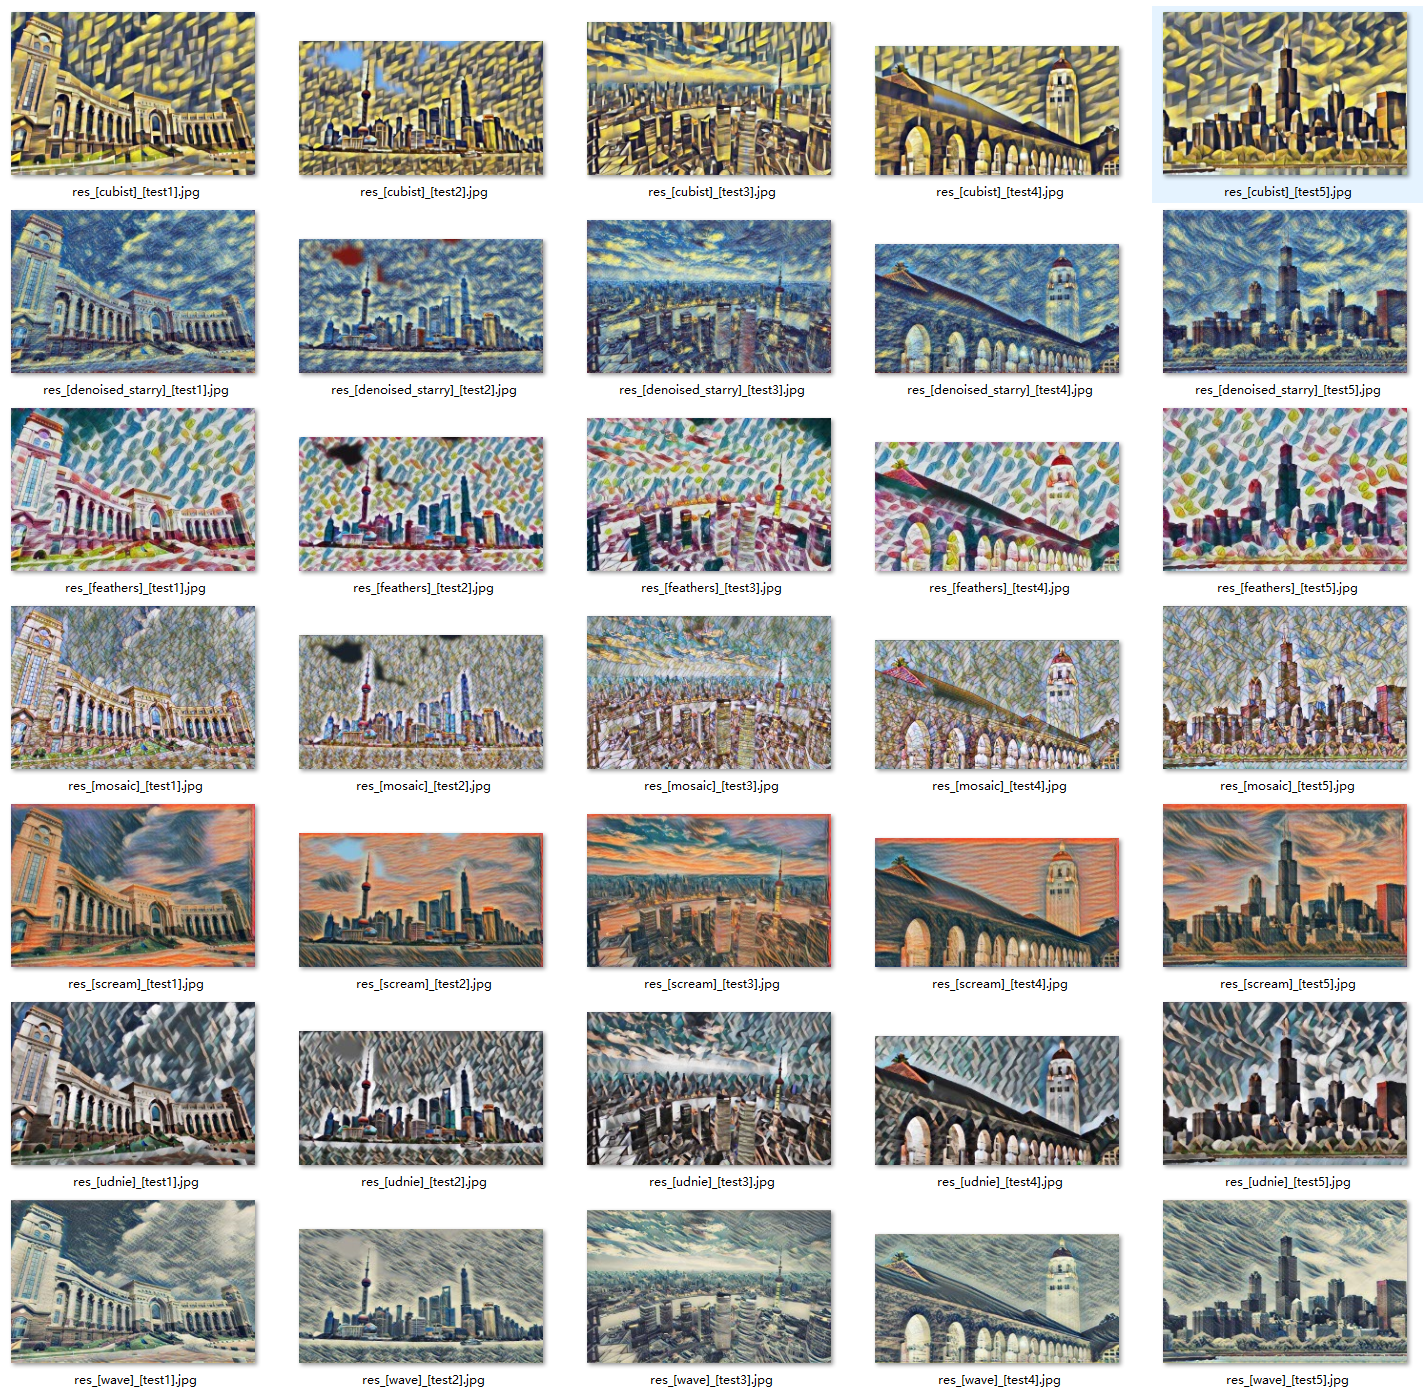 res_[cubist]_[test1].jpg
res_[cubist]_[test2].jpg
res_[cubist]_[test3].jpg
res_[cubist]_[test4].jpg
res_[cubist]_[test5].jpg
res_[denoised_starry]_[test1].jpg
res_[denoised_starry]_[test2].jpg
res_[denoised_starry]_[test3].jpg
res_[denoised_starry]_[test4].jpg
res_[denoised_starry]_[test5].jpg
res_[feathers]_[test1].jpg
res_[feathers]_[test2].jpg
res_[feathers]_[test3].jpg
res_[feathers]_[test4].jpg
res_[feathers]_[test5].jpg
res_[mosaic]_[test1].jpg
res_[mosaic]_[test2].jpg
res_[mosaic]_[test3].jpg
res_[mosaic]_[test4].jpg
res_[mosaic]_[test5].jpg
res_[scream]_[test1].jpg
res_[scream]_[test2].jpg
res_[scream]_[test3].jpg
res_[scream]_[test4].jpg
res_[scream]_[test5].jpg
res_[udnie]_[test1].jpg
res_[udnie]_[test2].jpg
res_[udnie]_[test3].jpg
res_[udnie]_[test4].jpg
res_[udnie]_[test5].jpg
res_[wave]_[test1].jpg
res_[wave]_[test2].jpg
res_[wave]_[test3].jpg
res_[wave]_[test4].jpg
res_[wave]_[test5].jpg